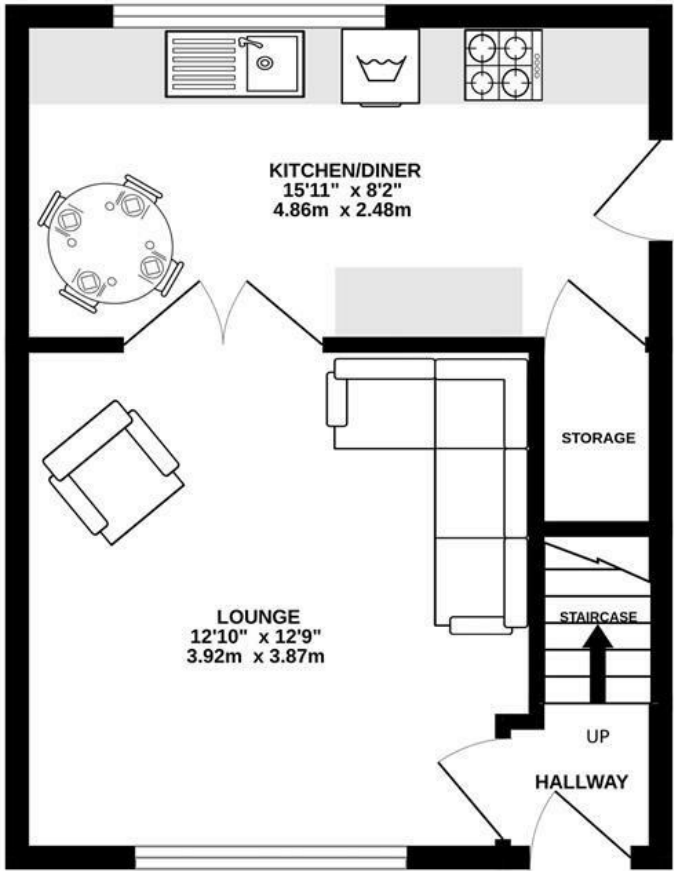 KITCHEN/DINER
15'11" x 8'2"
4.86m x 2.48m
STORAGE
LOUNGE
12'10" x 12'9"
3.92m x 3.87m
STAIRCASE
UP
HALLWAY